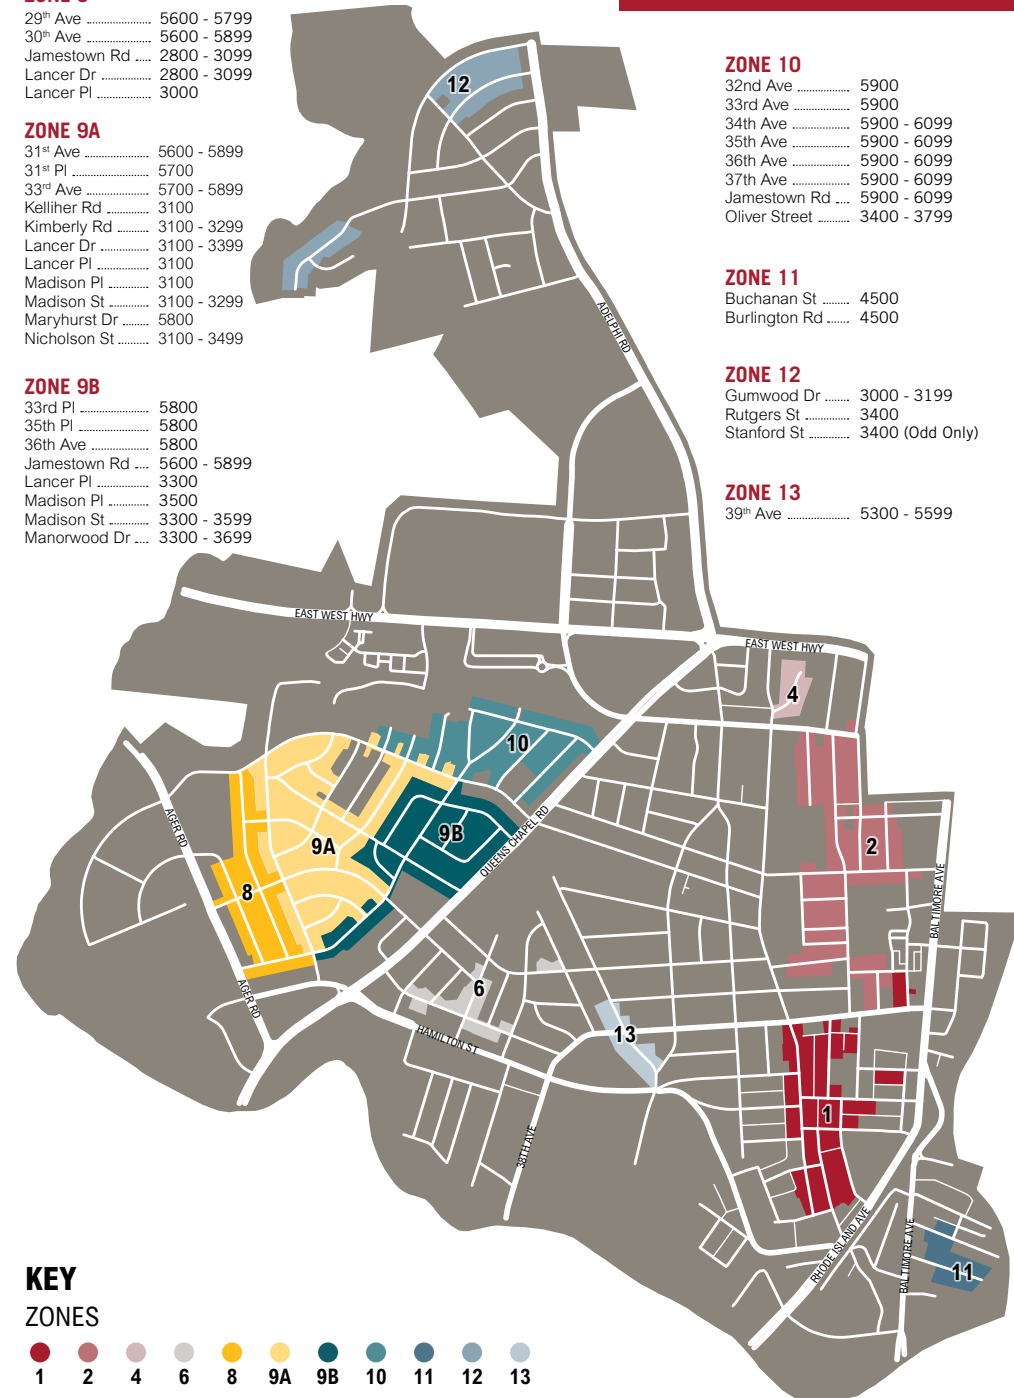 29th Ave 5600 - 5799
30th Ave 5600 - 5899
Jamestown Rd 2800 - 3099
Lancer Dr 2800 - 3099
Lancer Pl 3000
ZONE 9A
31st Ave 5600 - 5899
31st Pl 5700
33rd Ave 5700 - 5899
Kelliher Rd 3100
Kimberly Rd 3100 - 3299
Lancer Dr 3100 - 3399
Lancer Pl 3100
Madison Pl 3100
Madison St 3100 - 3299
Maryhurst Dr 5800
Nicholson St 3100 - 3499
ZONE 9B
33rd Pl 5800
35th Pl 5800
36th Ave 5800
Jamestown Rd 5600 - 5899
Lancer Pl 3300
Madison Pl 3500
Madison St 3300 - 3599
Manorwood Dr 3300 - 3699
ZONE 10
32nd Ave 5900
33rd Ave 5900
34th Ave 5900 - 6099
35th Ave 5900 - 6099
36th Ave 5900 - 6099
37th Ave 5900 - 6099
Jamestown Rd 5900 - 6099
Oliver Street 3400 - 3799
ZONE 11
Buchanan St 4500
Burlington Rd 4500
ZONE 12
Gumwood Dr 3000 - 3199
Rutgers St 3400
Stanford St 3400 (Odd Only)
ZONE 13
39th Ave 5300 - 5599
12
ADELPHI RD
EAST WEST HWY
EAST WEST HWY
4
10
QUEENS CHAPEL RD
AGER RD
9A
9B
2
8
BALTIMORE AVE
AGER RD
6
HAMILTON ST
13
1
38TH AVE
RHODE ISLAND AVE
BALTIMORE AVE
11
KEY
ZONES
1 2 4 6 8 9A 9B 10 11 12 13